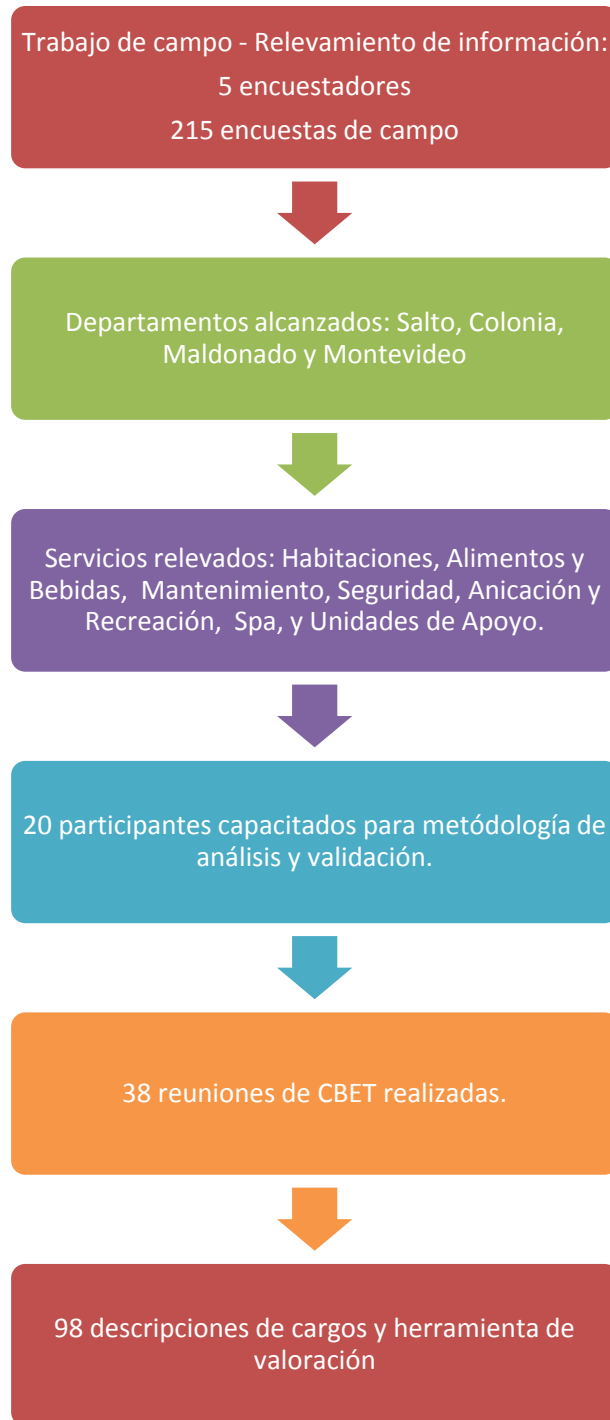 Trabajo de campo - Relevamiento de información:
5 encuestadores
215 encuestas de campo
Departamentos alcanzados: Salto, Colonia,
Maldonado y Montevideo
Servicios relevados: Habitaciones, Alimentos y
Bebidas, Mantenimiento, Seguridad, Anicación y
Recreación, Spa, y Unidades de Apoyo.
20 participantes capacitados para metódología de
análisis y validación.
38 reuniones de CBET realizadas.
98 descripciones de cargos y herramienta de
valoración